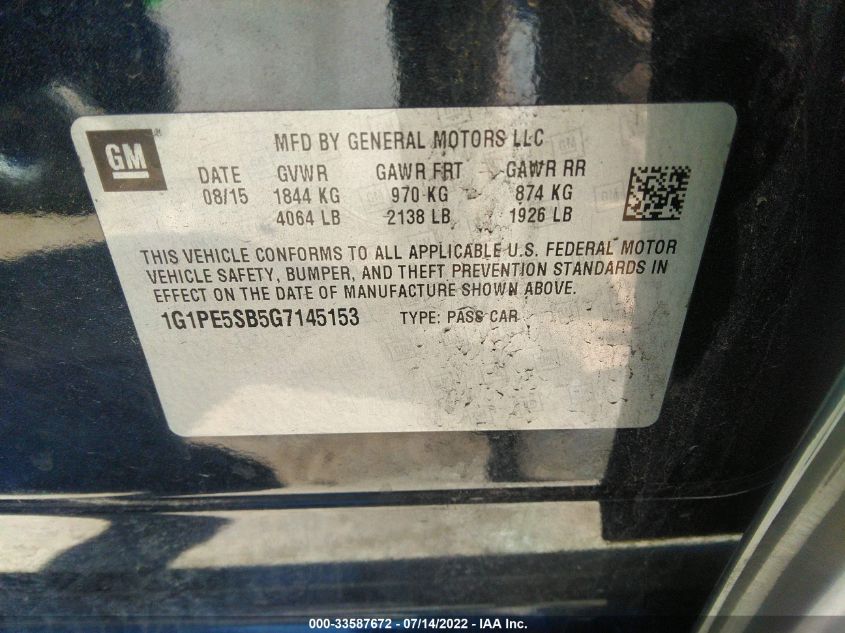 GM
MFD BY GENERAL MOTORS LLC
DATE GVWR GAWR FRT GAWR RR
08/15 1844 KG 970 KG 874 KG
4064 LB 2138 LB 1926 LB
THIS VEHICLE CONFORMS TO ALL APPLICABLE U.S. FEDERAL MOTOR
VEHICLE SAFETY, BUMPER, AND THEFT PREVENTION STANDARDS IN
EFFECT ON THE DATE OF MANUFACTURE SHOWN ABOVE.
1G1PE5SB5G7145153 TYPE: PASS CAR
000-33587672 - 07/14/2022 - IAA Inc.